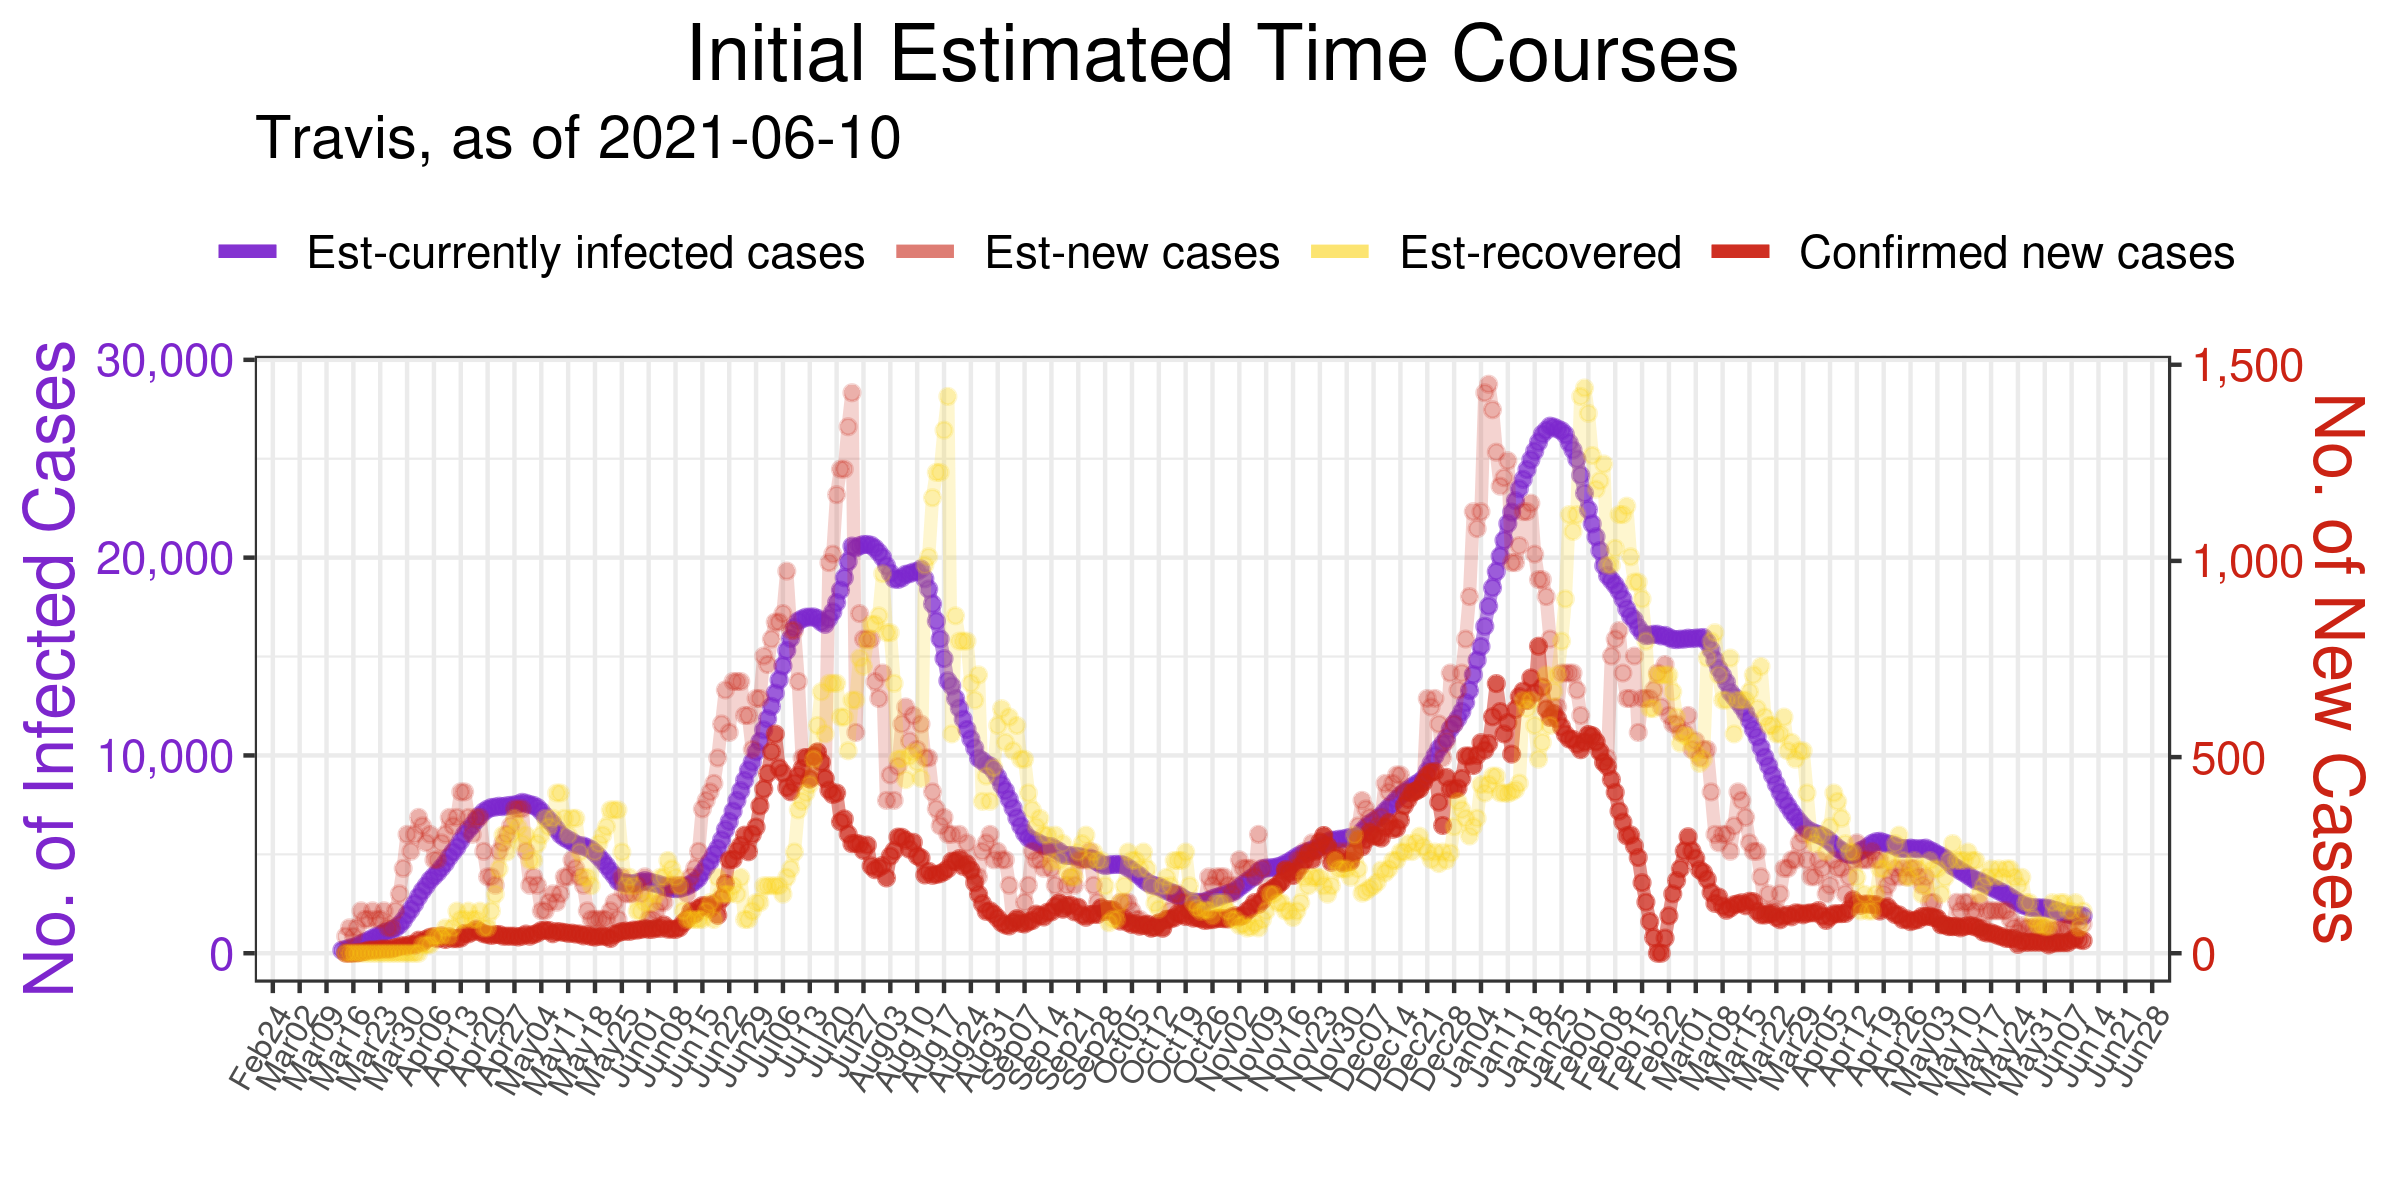 Initial Estimated Time Courses
Travis, as of 2021-06-10
Est-currently infected cases Est-new cases Est-recovered Confirmed new cases
No. of Infected Cases
30,000
20,000
10,000
0
1,500
1,000
500
0
No. of New Cases
Feb24 Mar02 Mar09 Mar16 Mar23 Mar30 Apr06 Apr13 Apr20 Apr27 May04 May11 May18 May25 Jun01 Jun08 Jun15 Jun22 Jun29 Jul06 Jul13 Jul20 Jul27 Aug03 Aug10 Aug17 Aug24 Aug31 Sep07 Sep14 Sep21 Sep28 Oct05 Oct12 Oct19 Oct26 Nov02 Nov09 Nov16 Nov23 Nov30 Dec07 Dec14 Dec21 Dec28 Jan04 Jan11 Jan18 Jan25 Feb01 Feb08 Feb15 Feb22 Mar01 Mar08 Mar15 Mar22 Mar29 Apr05 Apr12 Apr19 Apr26 May03 May10 May17 May24 May31 Jun07 Jun14 Jun21 Jun28